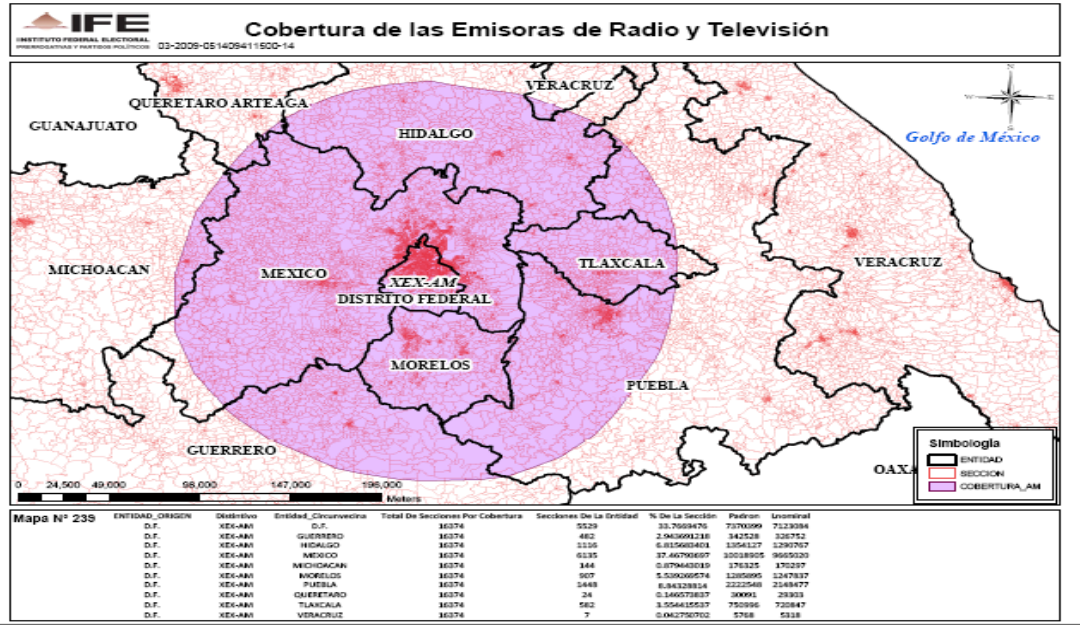 IFE
INSTITUTO FEDERAL ELECTORAL
PRERROGATIVAS Y PARTIDOS POLÍTICOS
03-2009-051409411500-14
Cobertura de las Emisoras de Radio y Televisión
N
W E
S
VERACRUZ
QUERETARO ARTEAGA
GUANAJUATO
HIDALGO
Golfo de México
MICHOACAN
MEXICO
TLAXCALA
VERACRUZ
XEX-AM
DISTRITO FEDERAL
MORELOS
PUEBLA
GUERRERO
OAXA
Simbología
ENTIDAD
SECCION
COBERTURA_AM
0 24,500 49,000 98,000 147,000 196,000
Meters
Mapa N° 239
ENTIDAD_ORIGEN Distintivo Entidad_Circunvecina Total De Secciones Por Cobertura Secciones De La Entidad % De La Sección Padron Lnominal
D.F. XEX-AM D.F. 16374 5529 33.7669476 7370399 7123084
D.F. XEX-AM GUERRERO 16374 482 2.943691218 342528 326752
D.F. XEX-AM HIDALGO 16374 1116 6.815683401 1354127 1290767
D.F. XEX-AM MEXICO 16374 6135 37.46793697 10018905 9665020
D.F. XEX-AM MICHOACAN 16374 144 0.879443019 176325 170297
D.F. XEX-AM MORELOS 16374 907 5.539269574 1285895 1247837
D.F. XEX-AM PUEBLA 16374 1448 8.84328814 2222548 2148477
D.F. XEX-AM QUERETARO 16374 24 0.146573837 30091 29303
D.F. XEX-AM TLAXCALA 16374 582 3.554415537 750996 720847
D.F. XEX-AM VERACRUZ 16374 7 0.042750702 5768 5318